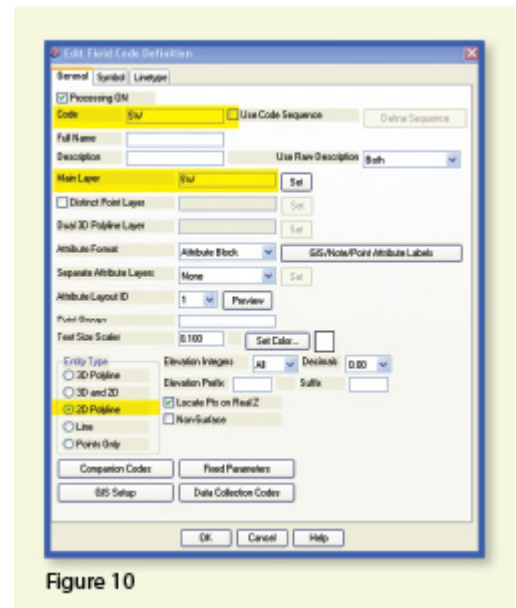 Edit Field Code Definition
General Symbol Linetype
Processing ON
Code SW Use Code Sequence Define Sequence
Full Name
Description Use Raw Description Both
Main Layer SW Set
Distinct Point Layer Set
Dual 3D Polyline Layer Set
Attribute Format Attribute Block GIS/Note/Point Attribute Labels
Separate Attribute Layers None Set
Attribute Layout ID 1 Preview
Point Groups
Text Size Scaler 0.100 Set Color...
Entity Type Elevation Integers All Decimals 0.00
3D Polyline Elevation Prefix Suffix
3D and 2D
2D Polyline Locate Pts on Real Z
Line Non-Surface
Points Only
Companion Codes Fixed Parameters
GIS Setup Data Collection Codes
OK Cancel Help
Figure 10